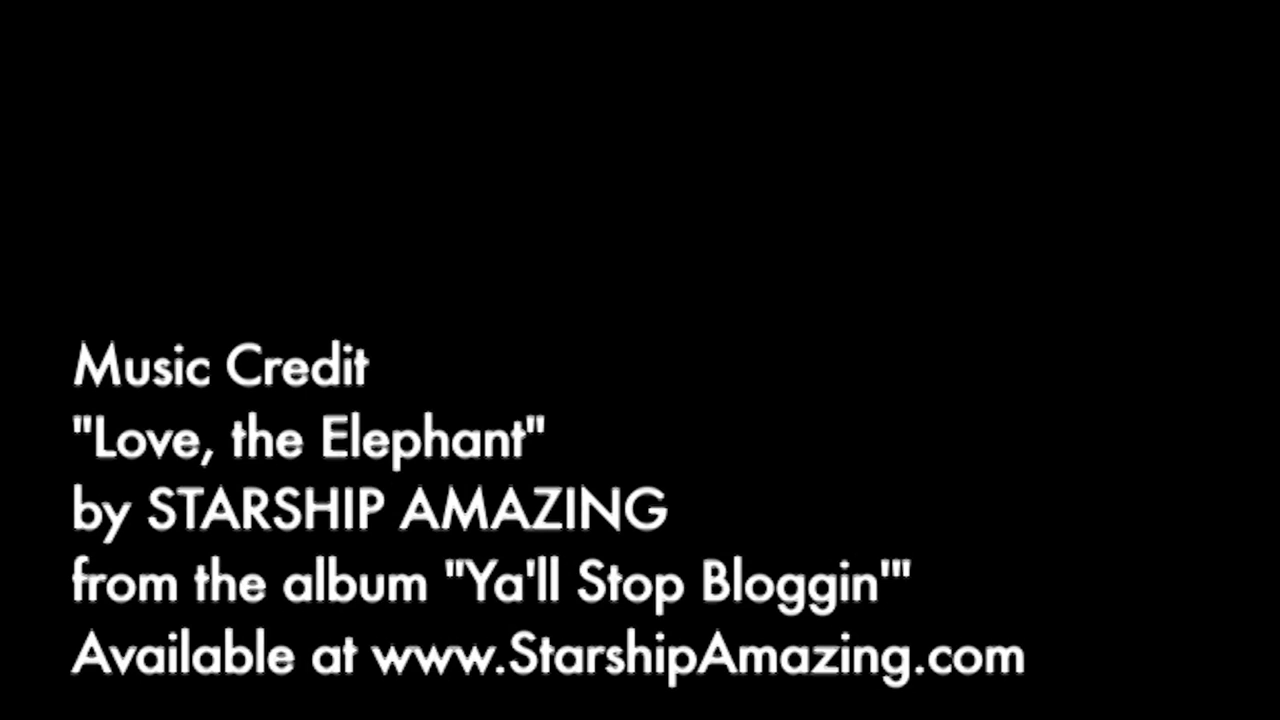 Music Credit
"Love, the Elephant"
by STARSHIP AMAZING
from the album "Ya'll Stop Bloggin'"
Available at www.StarshipAmazing.com